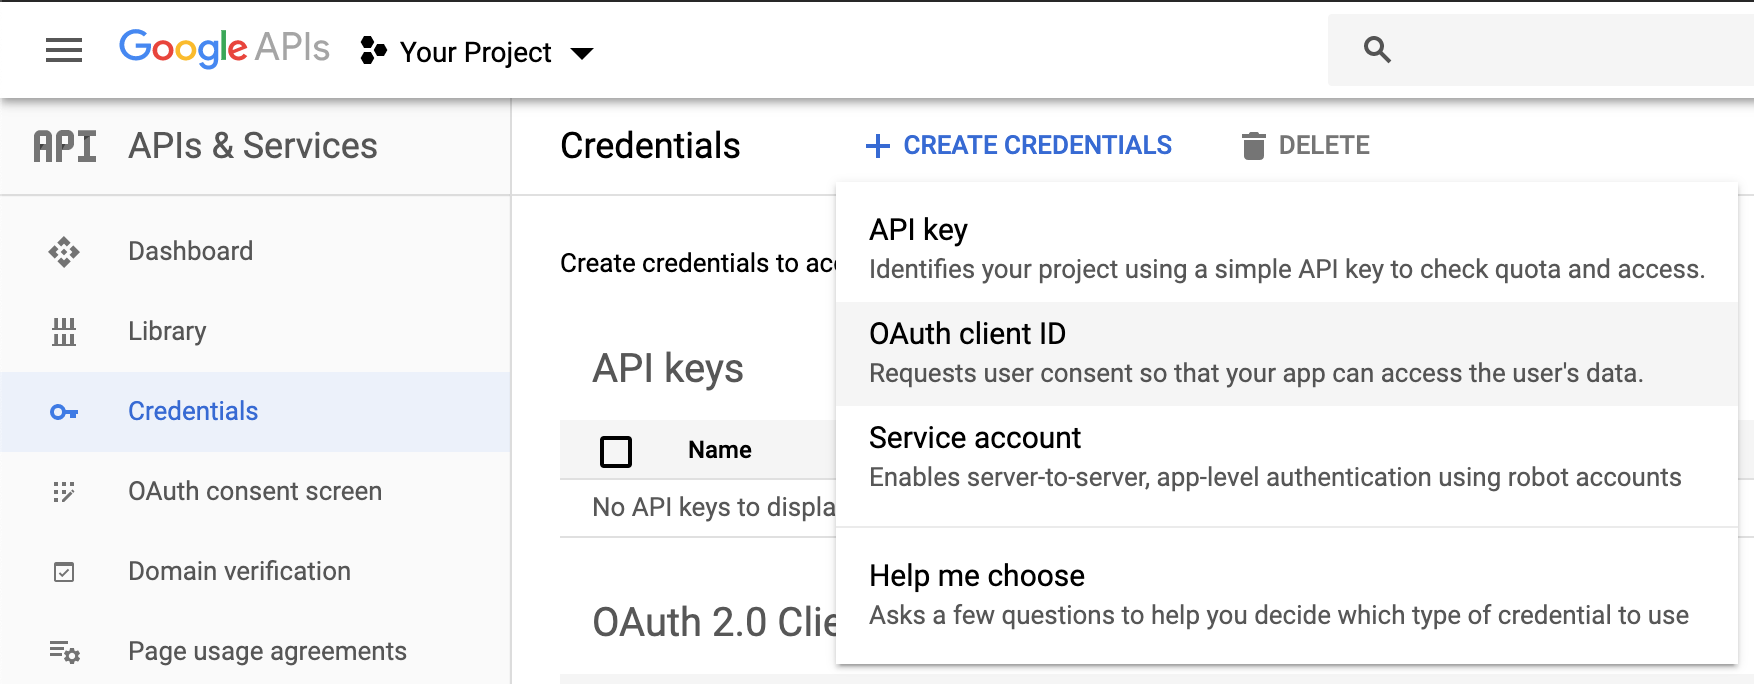 Google APIs
Your Project
API
APIs & Services
Credentials
CREATE CREDENTIALS
DELETE
Dashboard
Library
Credentials
OAuth consent screen
Domain verification
Page usage agreements
Create credentials to
API keys
Name
No API keys to
OAuth 2.0
API key
Identifies your project using a simple API key to check quota and access.
OAuth client ID
Requests user consent so that your app can access the user's data.
Service account
Enables server-to-server, app-level authentication using robot accounts
Help me choose
Asks a few questions to help you decide which type of credential to use